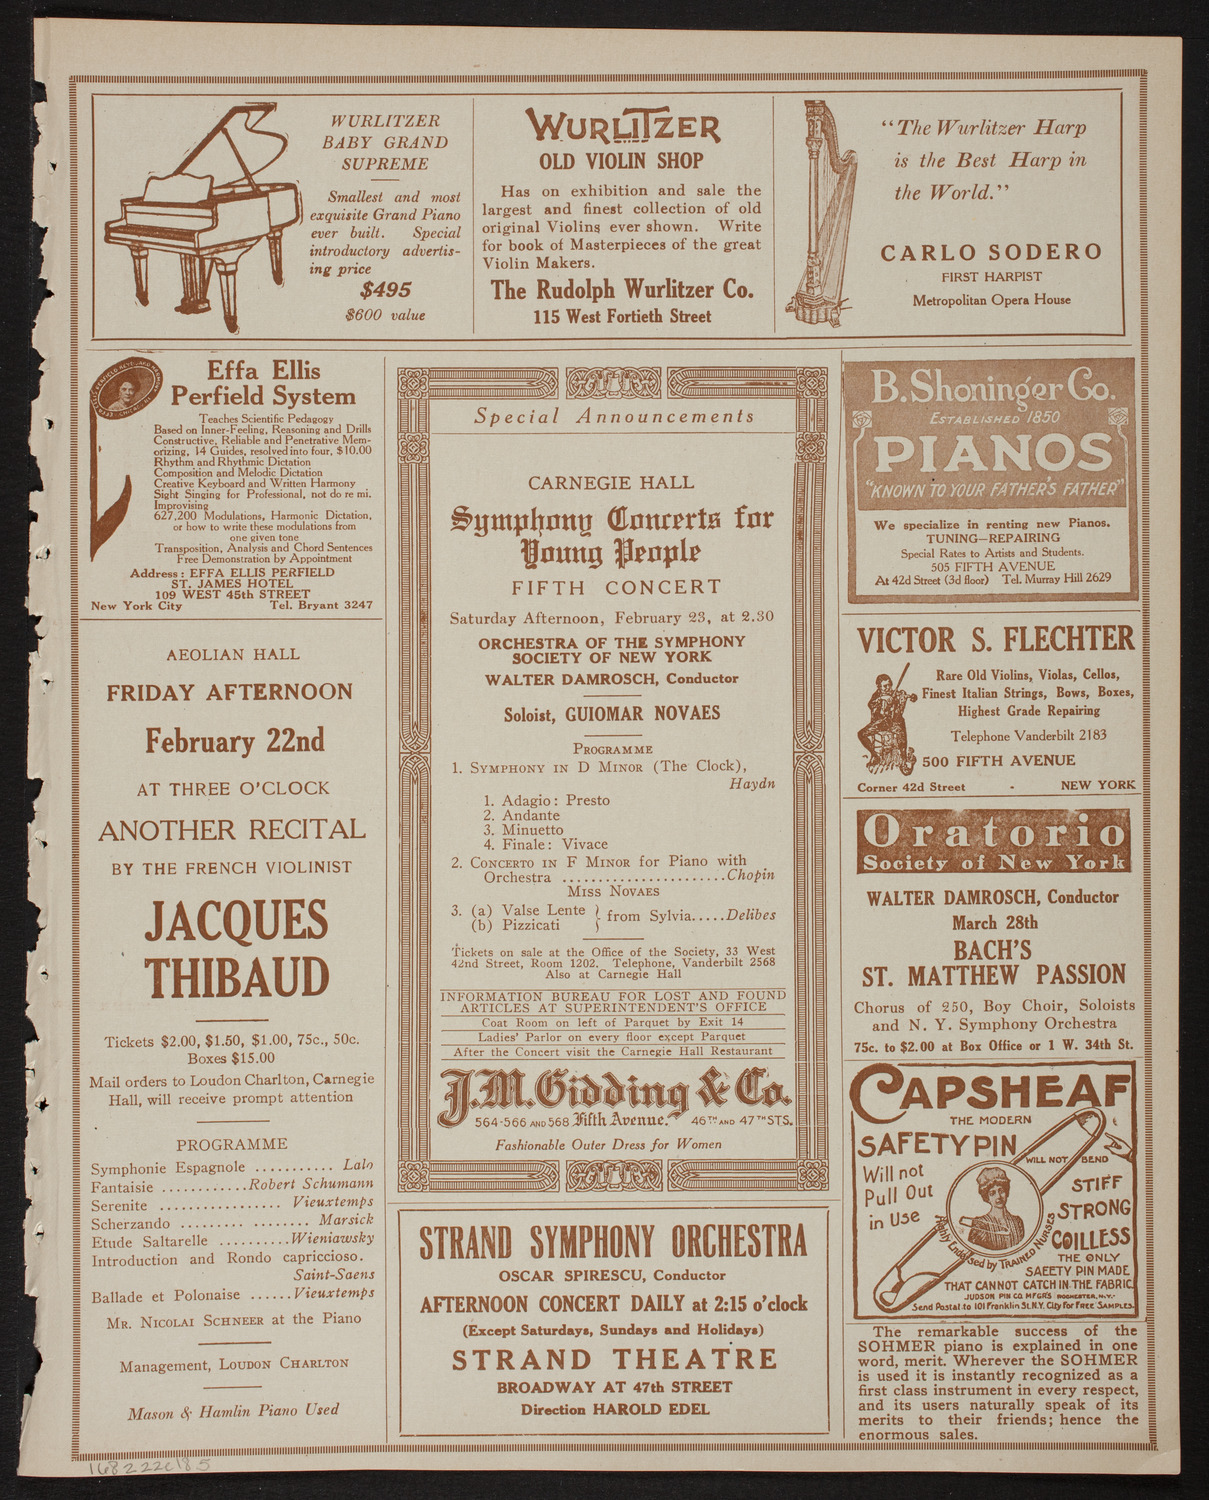 WURLITZER
BABY GRAND
SUPREME
Smallest and most
exquisite Grand Piano
ever built. Special
introductory advertis-
ing price
$495
$600 value
WURLITZER
OLD VIOLIN SHOP
Has on exhibition and sale the
largest and finest collection of old
original Violins ever shown. Write
for book of Masterpieces of the great
Violin Makers.
The Rudolph Wurlitzer Co.
115 West Fortieth Street
"The Wurlitzer Harp
is the Best Harp in
the World."
CARLO SODERO
FIRST HARPIST
Metropolitan Opera House
Effa Ellis
Perfield System
Teaches Scientific Pedagogy
Based on Inner-Feeling, Reasoning and Drills
Constructive, Reliable and Penetrative Mem-
orizing, 14 Guides, resolved into four, $10.00
Rhythm and Rhythmic Dictation
Composition and Melodic Dictation
Creative Keyboard and Written Harmony
Sight Singing for Professional, not do re mi.
Improvising
627,200 Modulations, Harmonic Dictation,
or how to write these modulations from
one given tone
Transposition, Analysis and Chord Sentences
Free Demonstration by Appointment
Address: EFFA ELLIS PERFIELD
ST. JAMES HOTEL
109 WEST 45th STREET
New York City Tel. Bryant 3247
AEOLIAN HALL
FRIDAY AFTERNOON
February 22nd
AT THREE O'CLOCK
ANOTHER RECITAL
BY THE FRENCH VIOLINIST
JACQUES
THIBAUD
Tickets $2.00, $1.50, $1.00, 75c., 50c.
Boxes $15.00
Mail orders to Loudon Charlton, Carnegie
Hall, will receive prompt attention
PROGRAMME
Symphonie Espagnole ........... Lalo
Fantaisie ............Robert Schumann
Serenite ................. Vieuxtemps
Scherzando ......... ........ Marsick
Etude Saltarelle ..........Wieniawsky
Introduction and Rondo capriccioso.
Saint-Saens
Ballade et Polonaise ......Vieuxtemps
MR. NICOLAI SCHNEER at the Piano
Management, LOUDON CHARLTON
Mason & Hamlin Piano Used
Special Announcements
CARNEGIE HALL
Symphony Concerts for
Young People
FIFTH CONCERT
Saturday Afternoon, February 23, at 2.30
ORCHESTRA OF THE SYMPHONY
SOCIETY OF NEW YORK
WALTER DAMROSCH, Conductor
Soloist, GUIOMAR NOVAES
PROGRAMME
1. SYMPHONY IN D MINOR (The Clock),
Haydn
1. Adagio: Presto
2. Andante
3. Minuetto
4. Finale: Vivace
2. CONCERTO IN F MINOR for Piano with
Orchestra .......................Chopin
MISS NOVAES
3. (a) Valse Lente } from Sylvia.....Delibes
(b) Pizzicati
Tickets on sale at the Office of the Society, 33 West
42nd Street, Room 1202. Telephone, Vanderbilt 2568
Also at Carnegie Hall
INFORMATION BUREAU FOR LOST AND FOUND
ARTICLES AT SUPERINTENDENT'S OFFICE
Coat Room on left of Parquet by Exit 14
Ladies' Parlor on every floor except Parquet
After the Concert visit the Carnegie Hall Restaurant
J.M. Gidding & Co.
564-566 AND 568 Fifth Avenue. 46TH AND 47TH STS.
Fashionable Outer Dress for Women
STRAND SYMPHONY ORCHESTRA
OSCAR SPIRESCU, Conductor
AFTERNOON CONCERT DAILY at 2:15 o'clock
(Except Saturdays, Sundays and Holidays)
STRAND THEATRE
BROADWAY AT 47th STREET
Direction HAROLD EDEL
B. Shoninger Co.
ESTABLISHED 1850
PIANOS
"KNOWN TO YOUR FATHER'S FATHER"
We specialize in renting new Pianos.
TUNING—REPAIRING
Special Rates to Artists and Students.
505 FIFTH AVENUE
At 42d Street (3d floor) Tel. Murray Hill 2629
VICTOR S. FLECHTER
Rare Old Violins, Violas, Cellos,
Finest Italian Strings, Bows, Boxes,
Highest Grade Repairing
Telephone Vanderbilt 2183
500 FIFTH AVENUE
Corner 42d Street - NEW YORK
Oratorio
Society of New York
WALTER DAMROSCH, Conductor
March 28th
BACH'S
ST. MATTHEW PASSION
Chorus of 250, Boy Choir, Soloists
and N. Y. Symphony Orchestra
75c. to $2.00 at Box Office or 1 W. 34th St.
CAPSHEAF
THE MODERN
SAFETY PIN
WILL NOT BEND
Will not
Pull Out
in Use
STIFF
STRONG
COILLESS
Highly Endorsed by TRAINED NURSES
THE ONLY
SAFETY PIN MADE
THAT CANNOT CATCH IN THE FABRIC.
JUDSON PIN CO. MFGRS. ROCHESTER, N.Y.
Send Postal to 101 Franklin St. N.Y. City for FREE SAMPLES.
The remarkable success of the
SOHMER piano is explained in one
word, merit. Wherever the SOHMER
is used it is instantly recognized as a
first class instrument in every respect,
and its users naturally speak of its
merits to their friends; hence the
enormous sales.